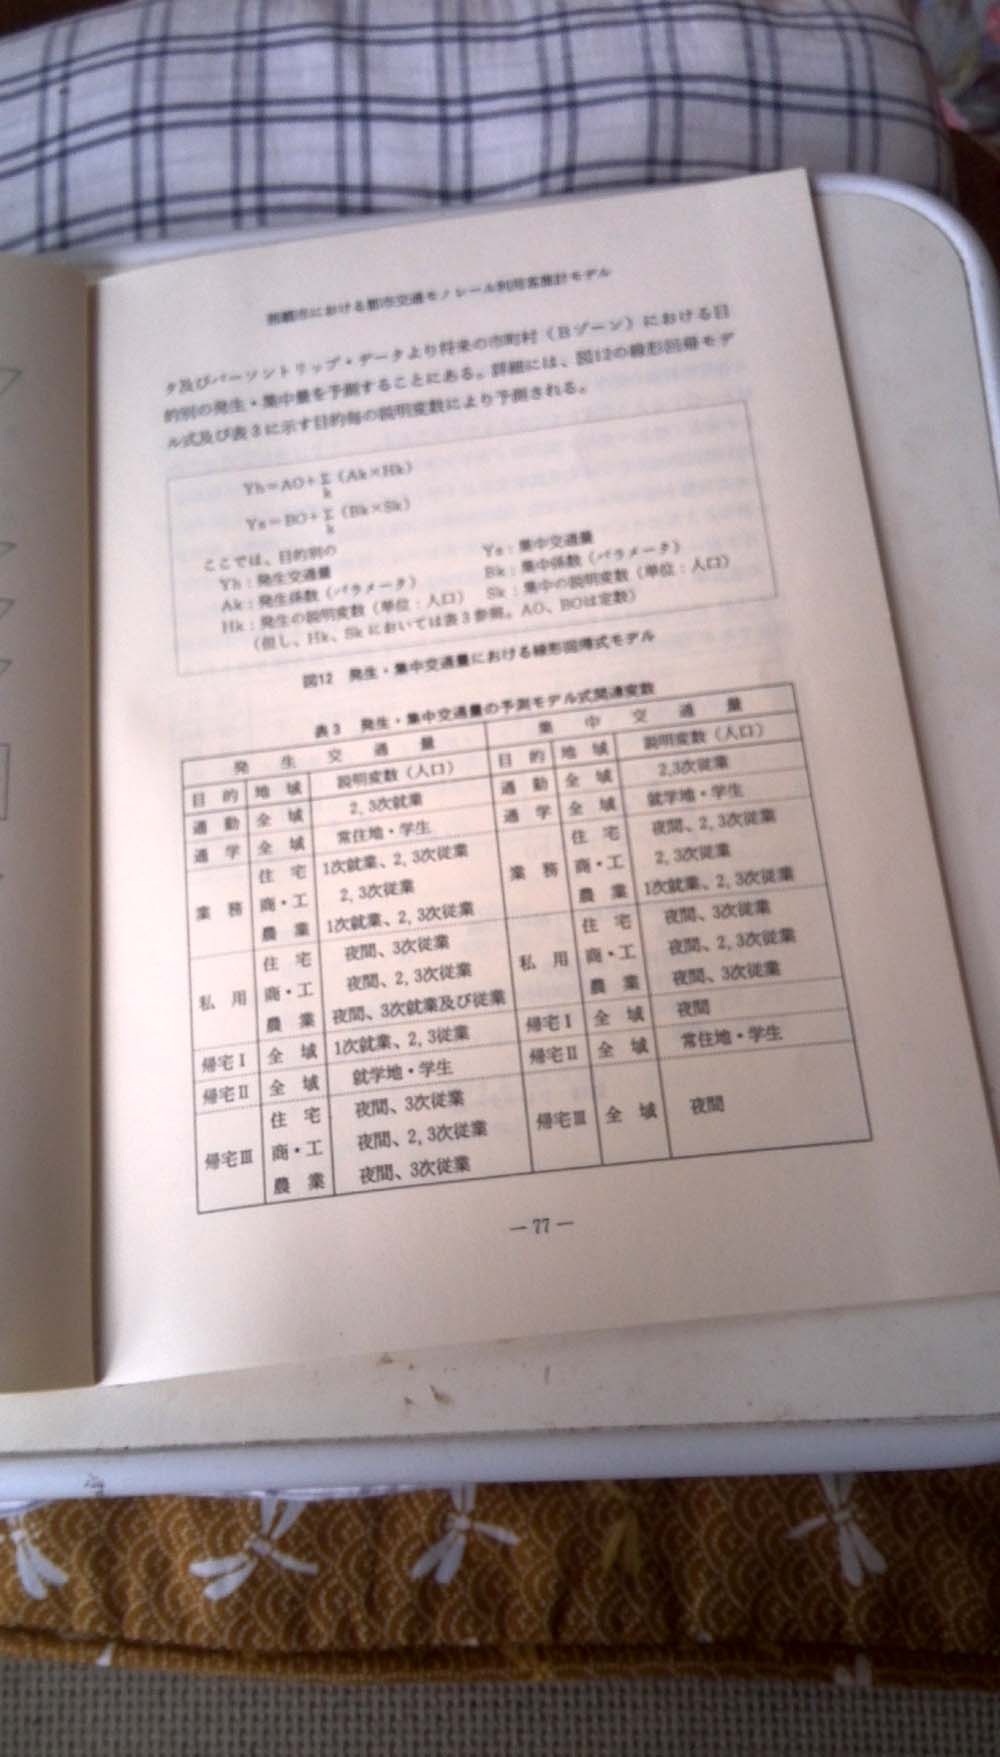 那覇市における都市交通モノレール利用客推計モデル
タ及びパーソントリップ・データより将来の市町村(Bゾーン)における目
的別の発生・集中量を予測することにある。詳細には、図12の線形回帰モデ
ル式及び表3に示す目的毎の説明変数により予測される。
Yh=AO+Σ(Ak×Hk)
k
Ys=BO+Σ(Bk×Sk)
k
ここでは、目的別の
Yh:発生交通量 Ys:集中交通量
Ak:発生係数(パラメータ) Bk:集中係数(パラメータ)
Hk:発生の説明変数(単位:人口) Sk:集中の説明変数(単位:人口)
(但し、Hk、Skにおいては表3参照。AO、BOは定数)
図12 発生・集中交通量における線形回帰式モデル
表3 発生・集中交通量の予測モデル式関連変数
発生交通量 集中交通量
目的 地域 説明変数(人口) 目的 地域 説明変数(人口)
通勤 全域 2,3次就業 通勤 全域 2,3次従業
通学 全域 常住地・学生 通学 全域 就学地・学生
業務 住宅 1次就業、2,3次従業 業務 住宅 夜間、2,3次従業
商・工 2,3次従業 商・工 2,3次従業
農業 1次就業、2,3次従業 農業 1次就業、2,3次従業
私用 住宅 夜間、3次従業 私用 住宅 夜間、3次従業
商・工 夜間、2,3次従業 商・工 夜間、2,3次従業
農業 夜間、3次就業及び従業 農業 夜間、3次従業
帰宅Ⅰ 全域 1次就業、2,3従業 帰宅Ⅰ 全域 夜間
帰宅Ⅱ 全域 就学地・学生 帰宅Ⅱ 全域 常住地・学生
帰宅Ⅲ 住宅 夜間、3次従業 帰宅Ⅲ 全域 夜間
商・工 夜間、2,3次従業
農業 夜間、3次従業
— 77 —